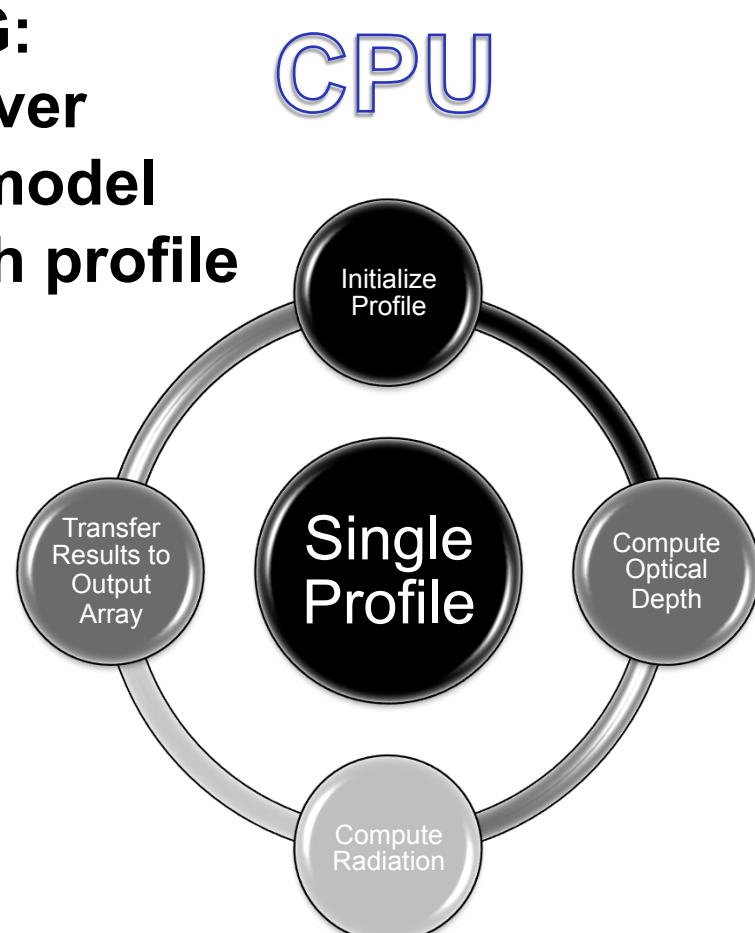 G:
CPU
ver
model
h profile
Initialize
Profile
Single
Profile
Transfer
Results to
Output
Array
Compute
Optical
Depth
Compute
Radiation